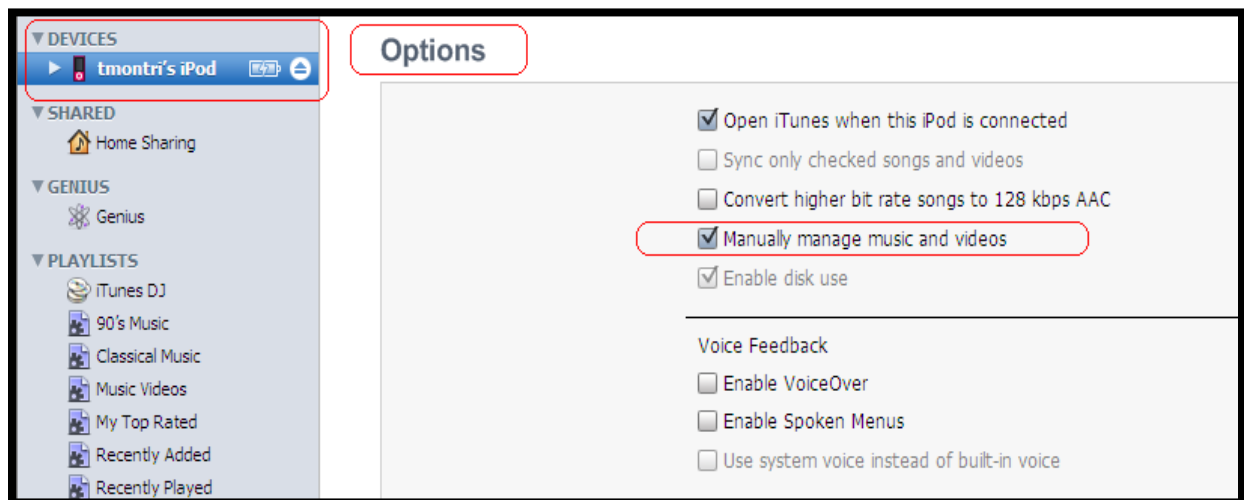 DEVICES
tmontri's iPod
SHARED
Home Sharing
GENIUS
Genius
PLAYLISTS
iTunes DJ
90's Music
Classical Music
Music Videos
My Top Rated
Recently Added
Recently Played
Options
Open iTunes when this iPod is connected
Sync only checked songs and videos
Convert higher bit rate songs to 128 kbps AAC
Manually manage music and videos
Enable disk use
Voice Feedback
Enable VoiceOver
Enable Spoken Menus
Use system voice instead of built-in voice